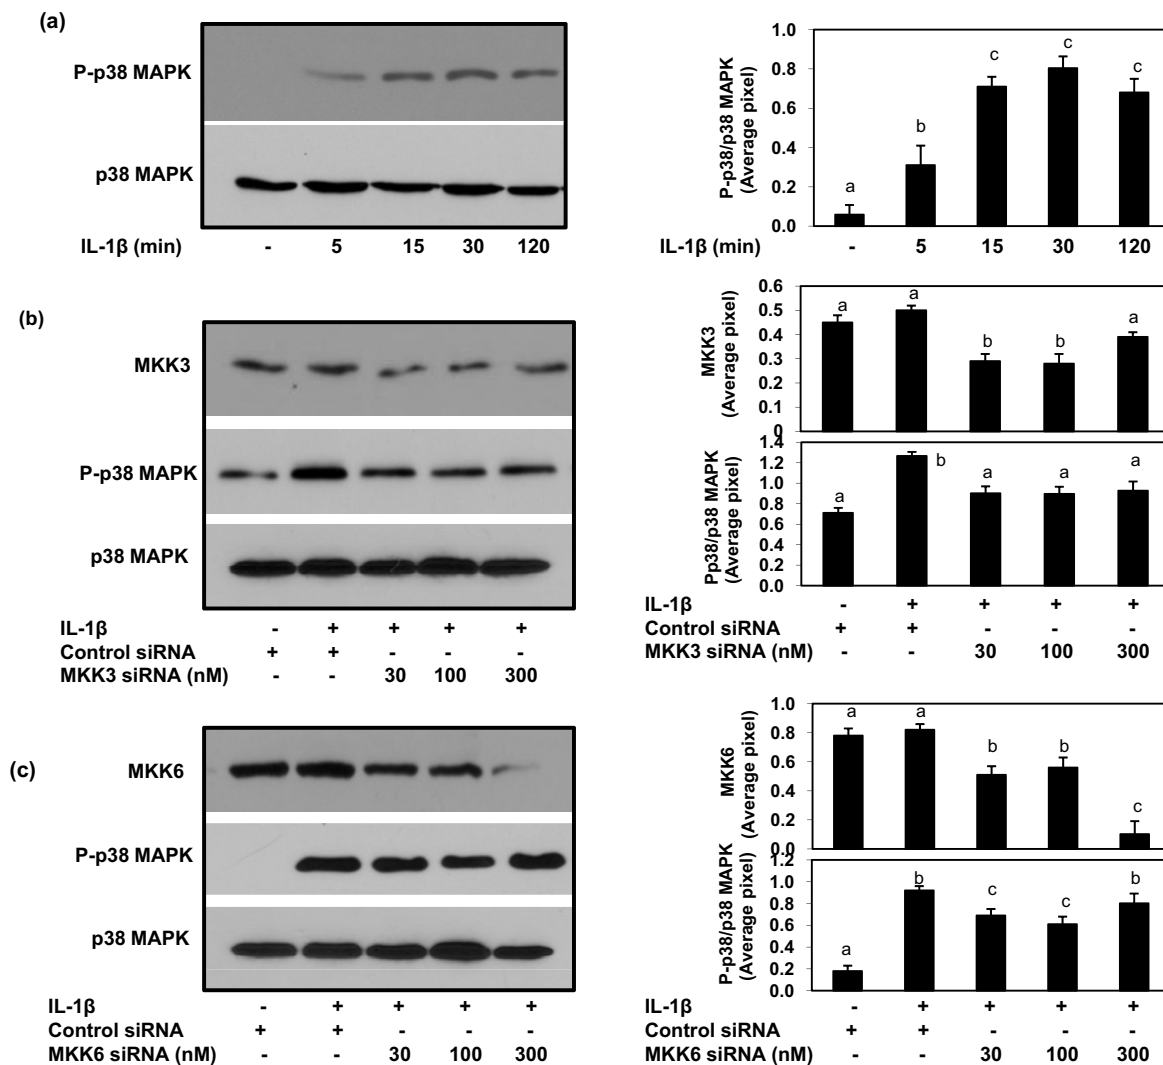 (a)
P-p38 MAPK
p38 MAPK
IL-1β (min) - 5 15 30 120
P-p38/p38 MAPK
(Average pixel)
1.0
0.8
0.6
0.4
0.2
0.0
a b c c c
IL-1β (min) - 5 15 30 120
(b)
MKK3
P-p38 MAPK
p38 MAPK
IL-1β - + + + +
Control siRNA + + - - -
MKK3 siRNA (nM) - - 30 100 300
MKK3
(Average pixel)
0.6
0.5
0.4
0.3
0.2
0.1
0
a a b b a
Pp38/p38 MAPK
(Average pixel)
1.4
1.2
1.0
0.8
0.6
0.4
0.2
0.0
a b a a a
IL-1β - + + + +
Control siRNA + + - - -
MKK3 siRNA (nM) - - 30 100 300
(c)
MKK6
P-p38 MAPK
p38 MAPK
IL-1β - + + + +
Control siRNA + + - - -
MKK6 siRNA (nM) - - 30 100 300
MKK6
(Average pixel)
1.0
0.8
0.6
0.4
0.2
0.0
a a b b c
P-p38/p38 MAPK
(Average pixel)
1.2
1.0
0.8
0.6
0.4
0.2
0.0
a b c c b
IL-1β - + + + +
Control siRNA + + - - -
MKK6 siRNA (nM) - - 30 100 300